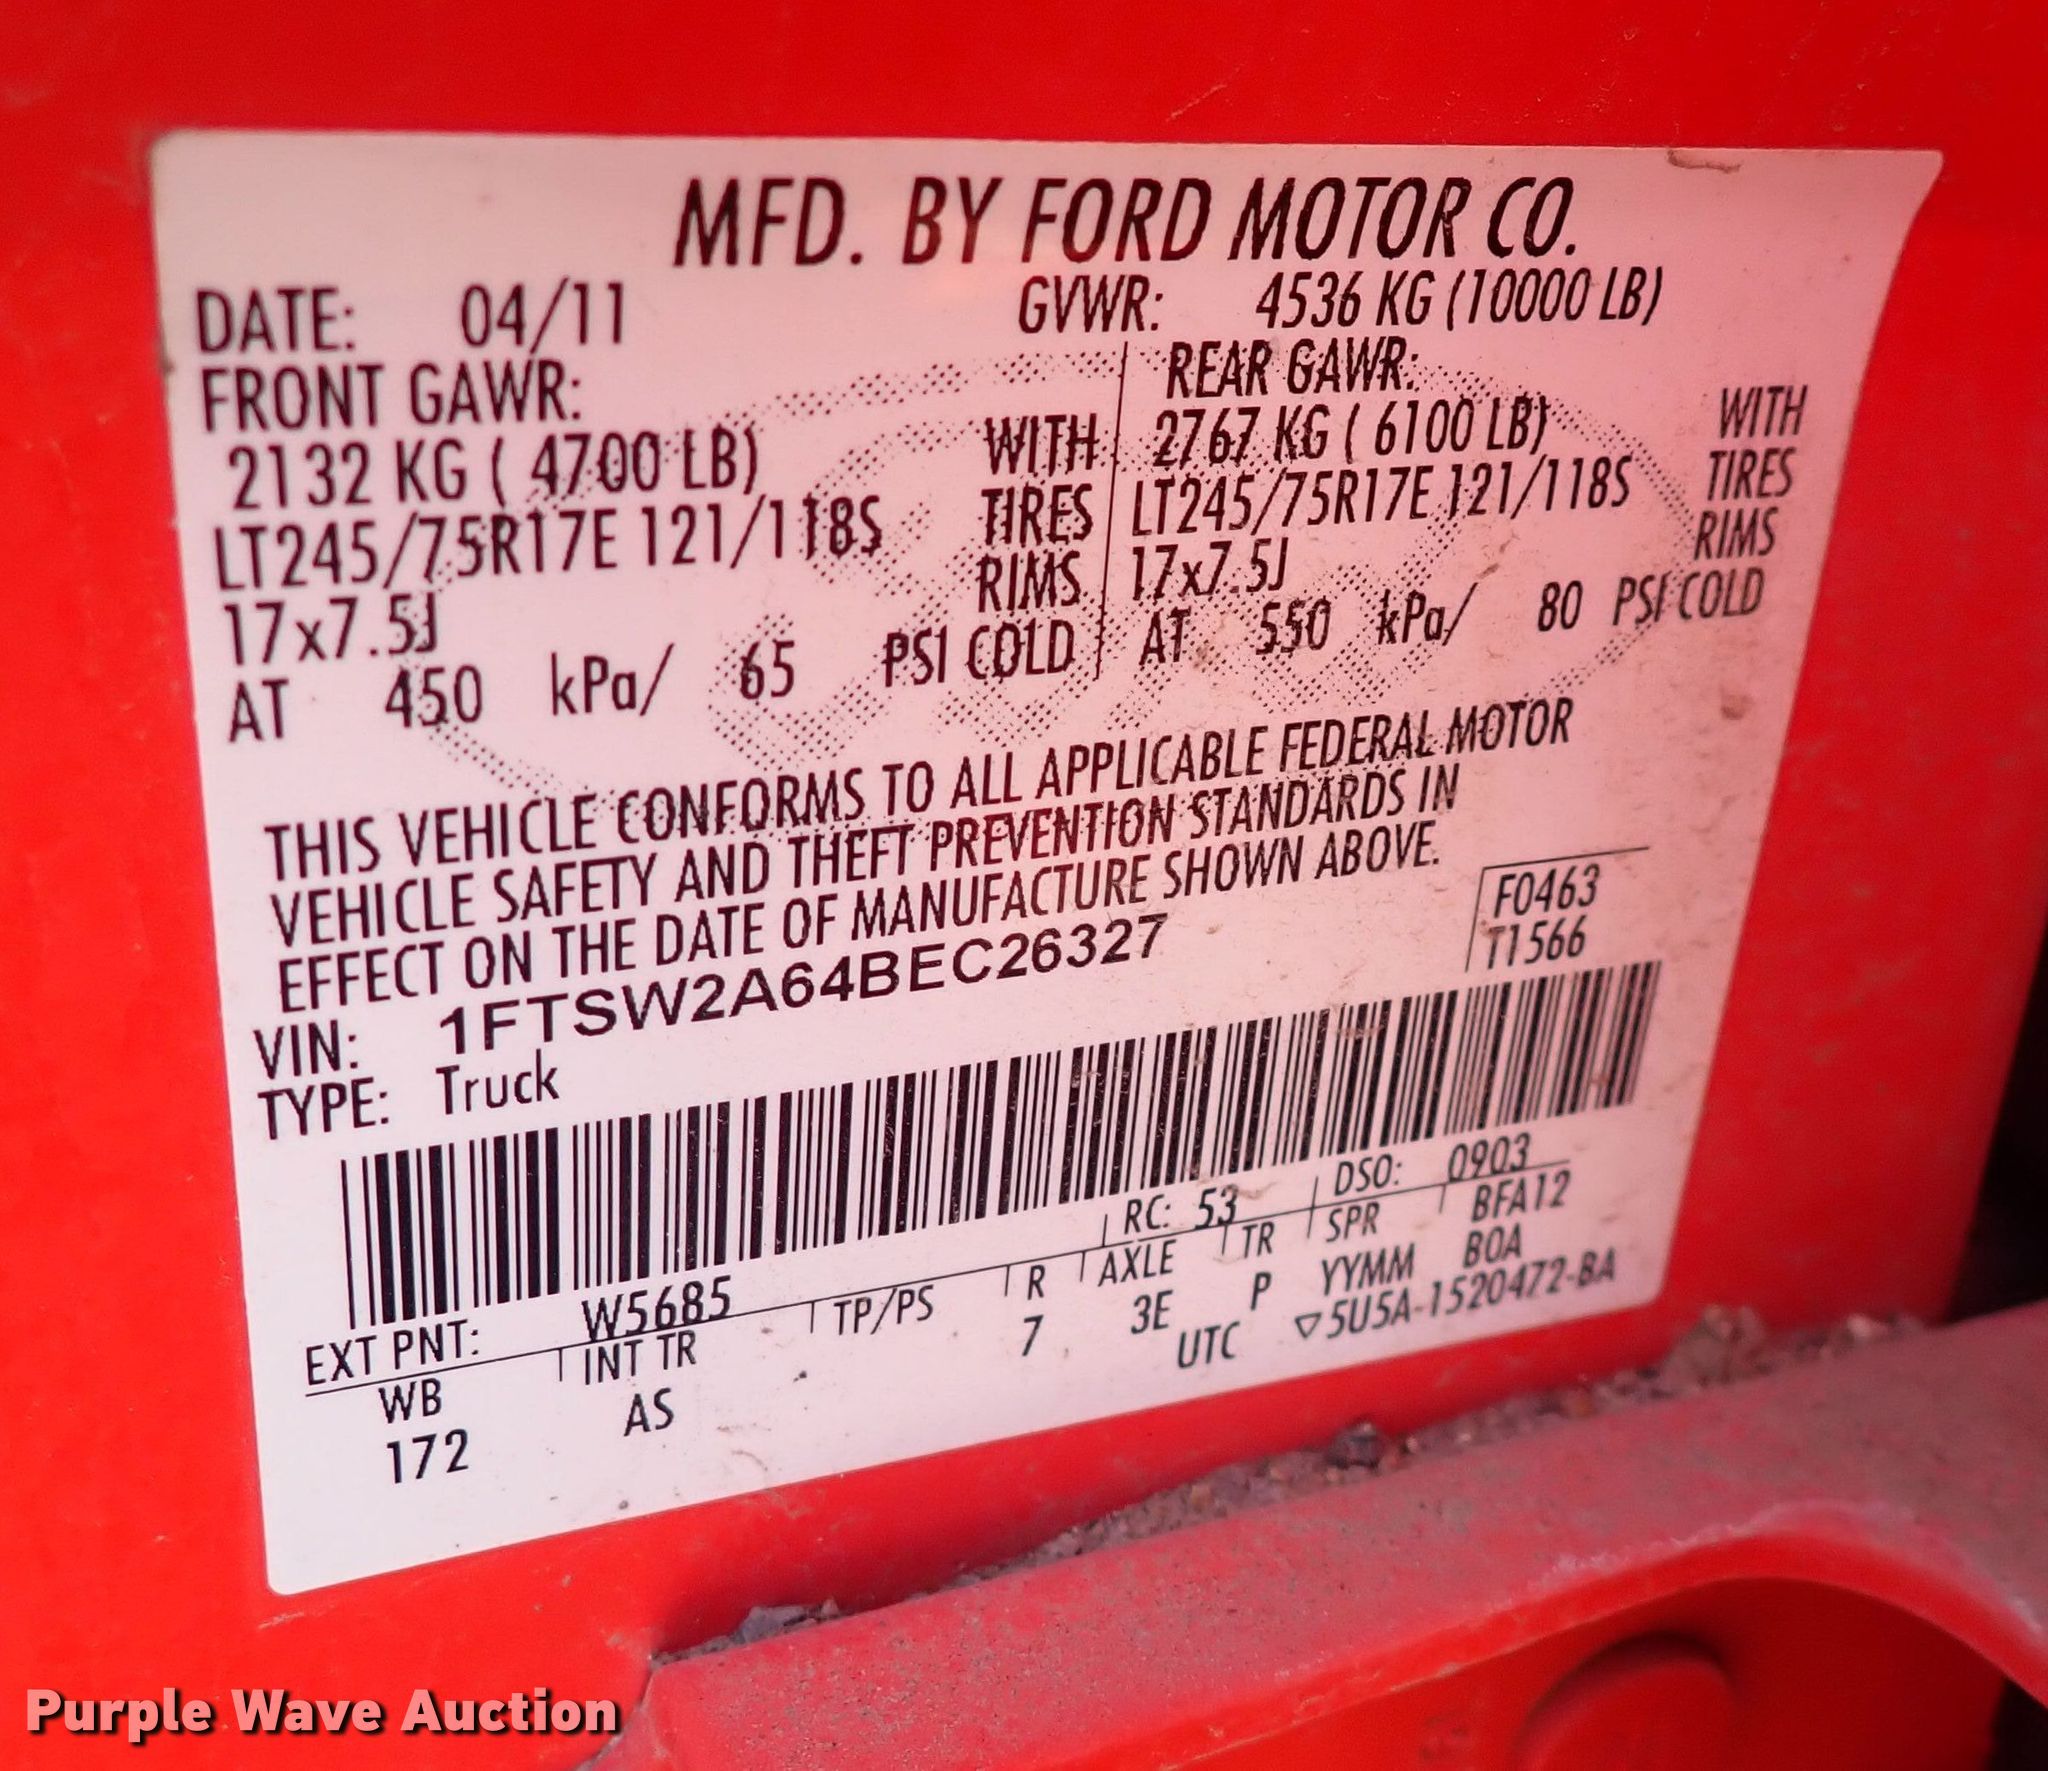 MFD. BY FORD MOTOR CO.
DATE: 04/11 GVWR: 4536 KG (10000 LB)
FRONT GAWR: REAR GAWR:
2132 KG ( 4700 LB) WITH 2767 KG ( 6100 LB) WITH
LT245/75R17E 121/118S TIRES LT245/75R17E 121/118S TIRES
17x7.5J RIMS 17x7.5J RIMS
AT 450 kPa/ 65 PSI COLD AT 550 kPa/ 80 PSI COLD
THIS VEHICLE CONFORMS TO ALL APPLICABLE FEDERAL MOTOR
VEHICLE SAFETY AND THEFT PREVENTION STANDARDS IN
EFFECT ON THE DATE OF MANUFACTURE SHOWN ABOVE.
VIN: 1FTSW2A64BEC26327
F0463
T1566
TYPE: Truck
EXT PNT: W5685 RC: 53 DSO: 0903
WB INT TR TP/PS R AXLE TR SPR BFA12
172 AS 7 3E P YYMM BOA
UTC ▽5U5A-1520472-BA
Purple Wave Auction